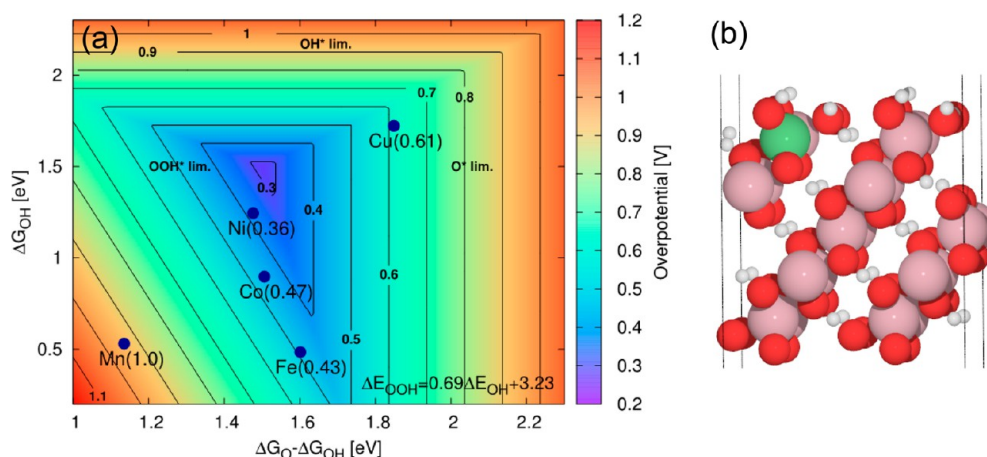 (a)
(b)
1
OH* lim.
0.9
0.8
0.7
OOH* lim.
O* lim.
0.3
0.4
0.5
0.6
1.1
Cu(0.61)
Ni(0.36)
Co(0.47)
Fe(0.43)
Mn(1.0)
ΔE_OOH=0.69ΔE_OH+3.23
2
1.5
1
0.5
ΔG_OH [eV]
1 1.2 1.4 1.6 1.8 2 2.2
ΔG_O-ΔG_OH [eV]
1.2
1.1
1
0.9
0.8
0.7
0.6
0.5
0.4
0.3
0.2
Overpotential [V]